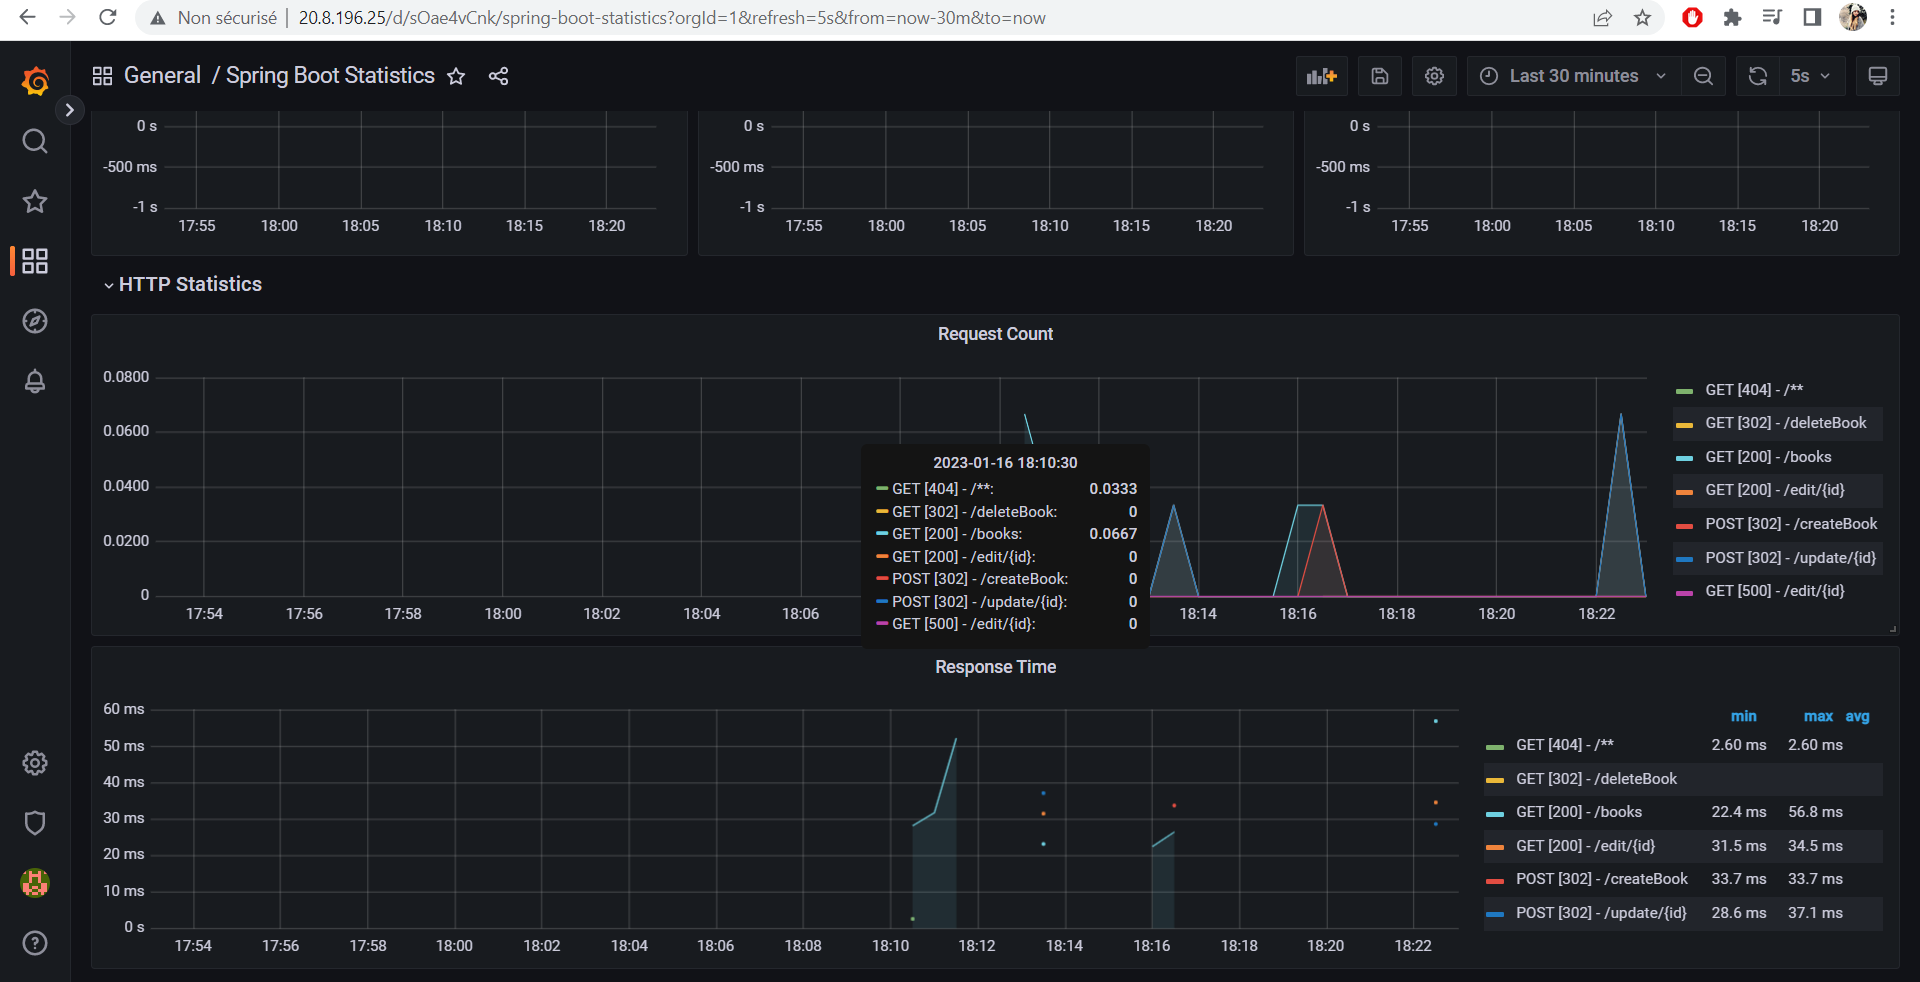 Non sécurisé | 20.8.196.25/d/sOae4vCnk/spring-boot-statistics?orgId=1&refresh=5s&from=now-30m&to=now
General / Spring Boot Statistics
Last 30 minutes
5s
0 s
-500 ms
-1 s
17:55 18:00 18:05 18:10 18:15 18:20
0 s
-500 ms
-1 s
17:55 18:00 18:05 18:10 18:15 18:20
0 s
-500 ms
-1 s
17:55 18:00 18:05 18:10 18:15 18:20
HTTP Statistics
Request Count
0.0800
0.0600
0.0400
0.0200
0
17:54 17:56 17:58 18:00 18:02 18:04 18:06 18:14 18:16 18:18 18:20 18:22
2023-01-16 18:10:30
GET [404] - /**: 0.0333
GET [302] - /deleteBook: 0
GET [200] - /books: 0.0667
GET [200] - /edit/{id}: 0
POST [302] - /createBook: 0
POST [302] - /update/{id}: 0
GET [500] - /edit/{id}: 0
GET [404] - /**
GET [302] - /deleteBook
GET [200] - /books
GET [200] - /edit/{id}
POST [302] - /createBook
POST [302] - /update/{id}
GET [500] - /edit/{id}
Response Time
60 ms
50 ms
40 ms
30 ms
20 ms
10 ms
0 s
17:54 17:56 17:58 18:00 18:02 18:04 18:06 18:08 18:10 18:12 18:14 18:16 18:18 18:20 18:22
min max avg
GET [404] - /** 2.60 ms 2.60 ms
GET [302] - /deleteBook
GET [200] - /books 22.4 ms 56.8 ms
GET [200] - /edit/{id} 31.5 ms 34.5 ms
POST [302] - /createBook 33.7 ms 33.7 ms
POST [302] - /update/{id} 28.6 ms 37.1 ms